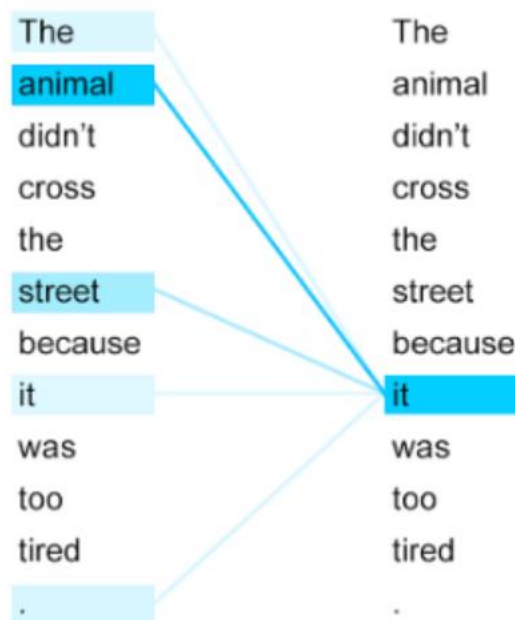 The
animal
didn’t
cross
the
street
because
it
was
too
tired
.
The
animal
didn’t
cross
the
street
because
it
was
too
tired
.